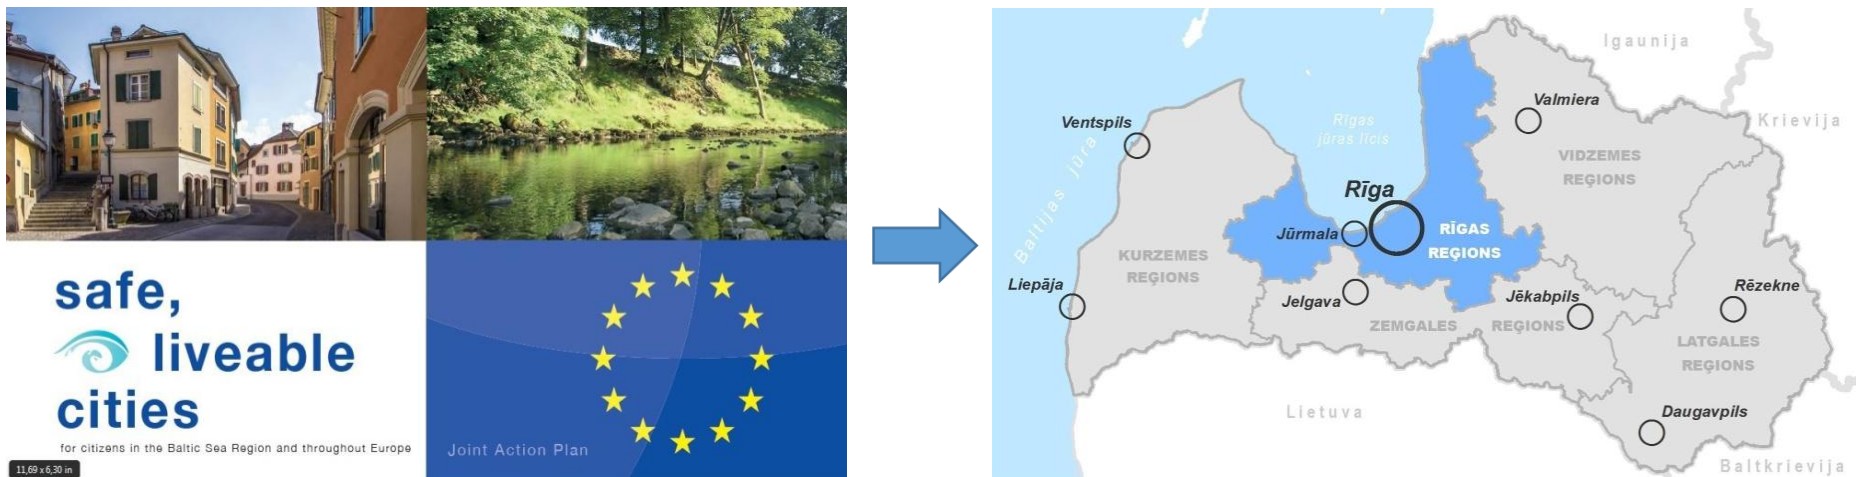 safe,
liveable
cities
for citizens in the Baltic Sea Region and throughout Europe
11,69 x 6,30 in
Joint Action Plan
Igaunija
Valmiera
Krievija
Ventspils
Rīgas
jūras līcis
VIDZEMES
REĢIONS
Baltijas jūra
Rīga
Jūrmala
RĪGAS
REĢIONS
KURZEMES
REĢIONS
Liepāja
Jelgava
Jēkabpils
Rēzekne
ZEMGALES REĢIONS
LATGALES
REĢIONS
Lietuva
Daugavpils
Baltkrievija